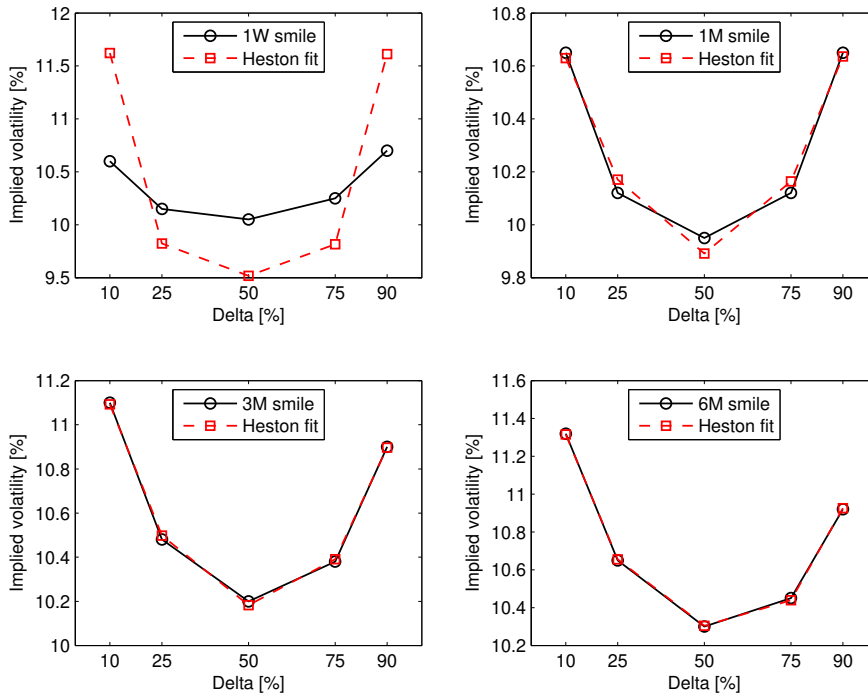 12
11.5
11
10.5
10
9.5
Implied volatility [%]
1W smile
Heston fit
10 25 50 75 90
Delta [%]
10.8
10.6
10.4
10.2
10
9.8
Implied volatility [%]
1M smile
Heston fit
10 25 50 75 90
Delta [%]
11.2
11
10.8
10.6
10.4
10.2
10
Implied volatility [%]
3M smile
Heston fit
10 25 50 75 90
Delta [%]
11.6
11.4
11.2
11
10.8
10.6
10.4
10.2
Implied volatility [%]
6M smile
Heston fit
10 25 50 75 90
Delta [%]